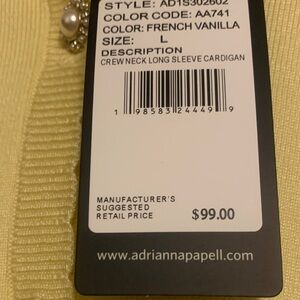 STYLE: AD1S302602
COLOR CODE: AA741
COLOR: FRENCH VANILLA
SIZE: L
DESCRIPTION
CREW NECK LONG SLEEVE CARDIGAN
1 98583 24449 9
MANUFACTURER'S
SUGGESTED
RETAIL PRICE $99.00
www.adriannapapell.com